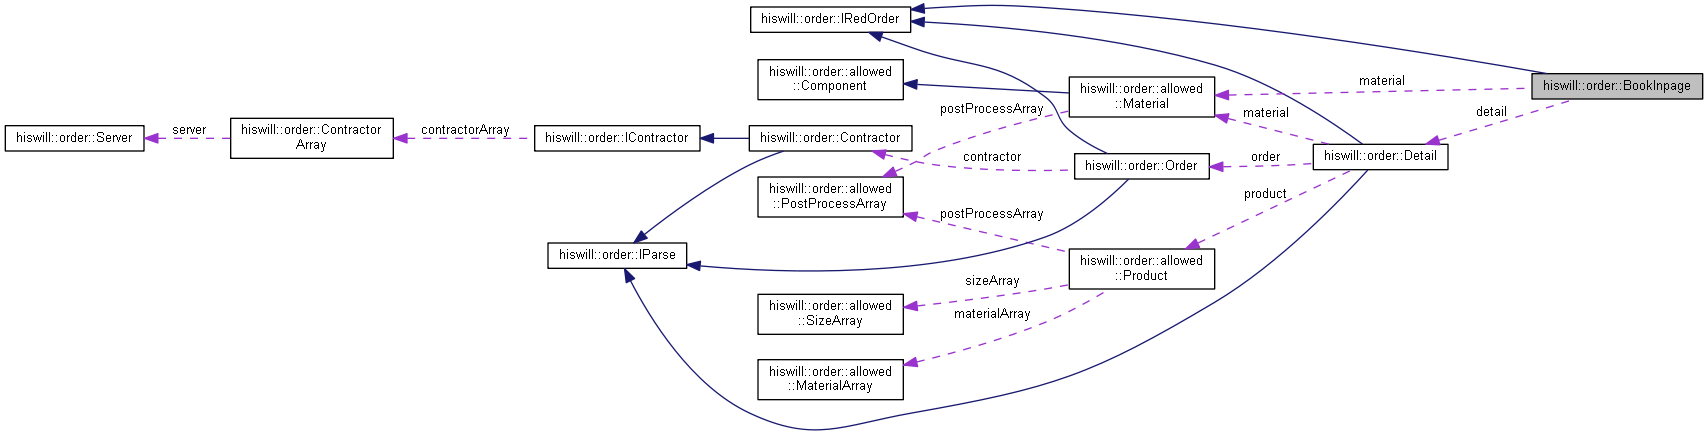 hiswill::order::IRedOrder
hiswill::order::allowed
::Component
hiswill::order::allowed
::Material
material
hiswill::order::BookInpage
postProcessArray
material
detail
hiswill::order::Server
server
hiswill::order::Contractor
Array
contractorArray
hiswill::order::IContractor
hiswill::order::Contractor
contractor
hiswill::order::Order
order
hiswill::order::Detail
hiswill::order::allowed
::PostProcessArray
product
postProcessArray
hiswill::order::IParse
hiswill::order::allowed
::Product
sizeArray
hiswill::order::allowed
::SizeArray
materialArray
hiswill::order::allowed
::MaterialArray